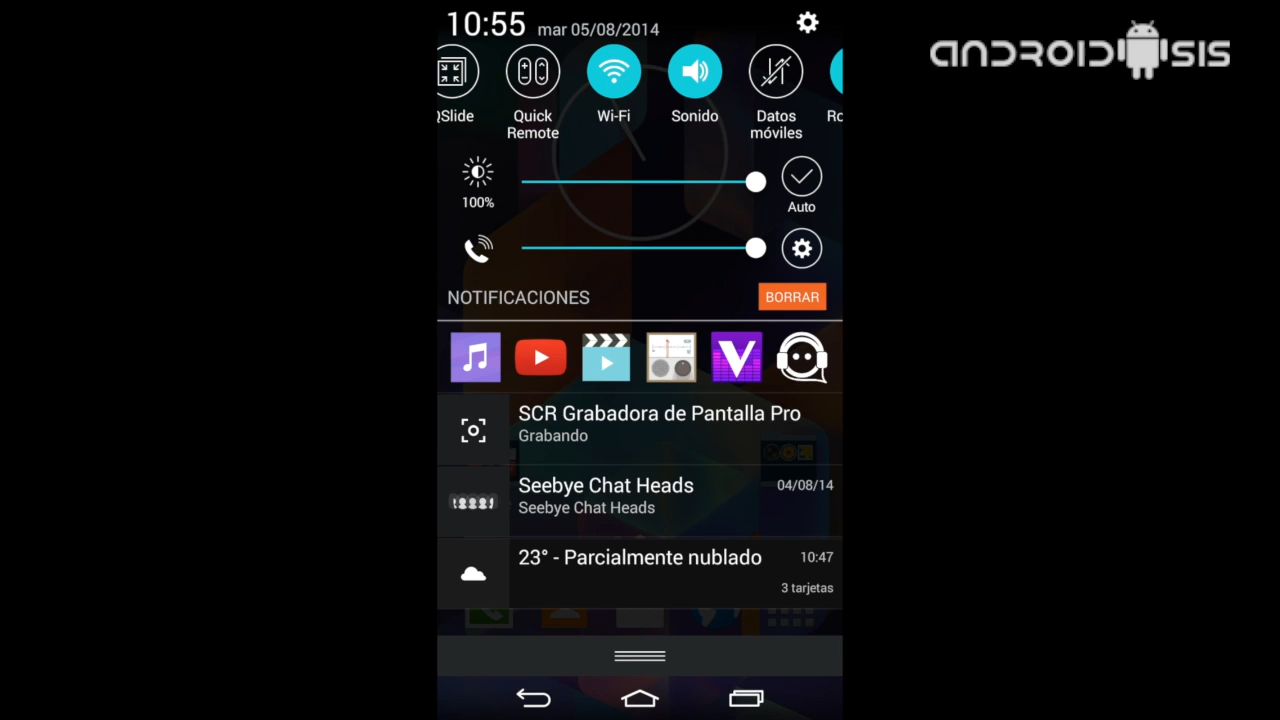 10:55 mar 05/08/2014
ANDROIDSIS
QSlide
Quick Remote
Wi-Fi
Sonido
Datos móviles
Ro
100%
Auto
NOTIFICACIONES
BORRAR
SCR Grabadora de Pantalla Pro
Grabando
Seebye Chat Heads 04/08/14
Seebye Chat Heads
23° - Parcialmente nublado 10:47
3 tarjetas